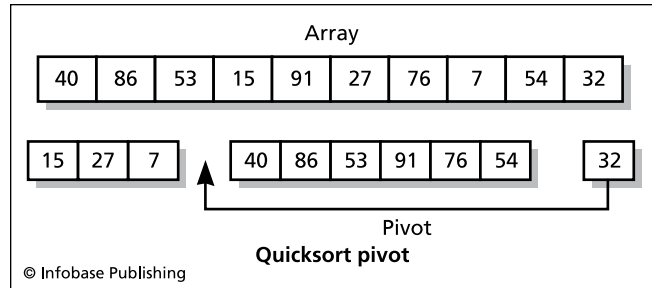 Array
40 86 53 15 91 27 76 7 54 32
15 27 7 40 86 53 91 76 54 32
Pivot
Quicksort pivot
© Infobase Publishing